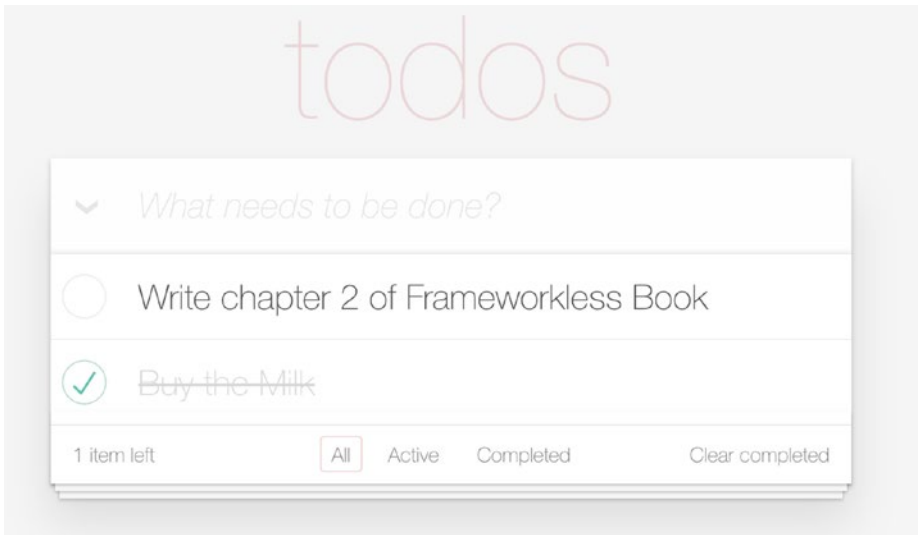 todos
What needs to be done?
Write chapter 2 of Frameworkless Book
Buy the Milk
1 item left All Active Completed Clear completed